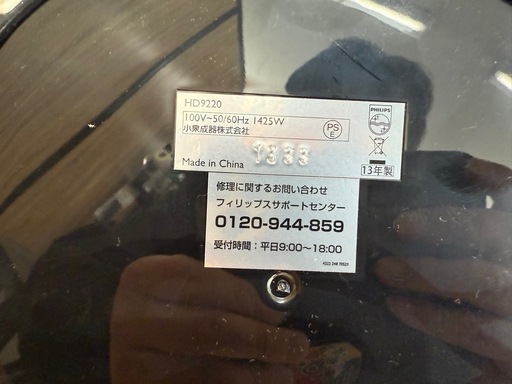 HD9220
PHILIPS
100V~50/60Hz 1425W
小泉成器株式会社
PS
E
Made in China
1333
13年製
修理に関するお問い合わせ
フィリップスサポートセンター
0120-944-859
受付時間：平日9:00～18:00